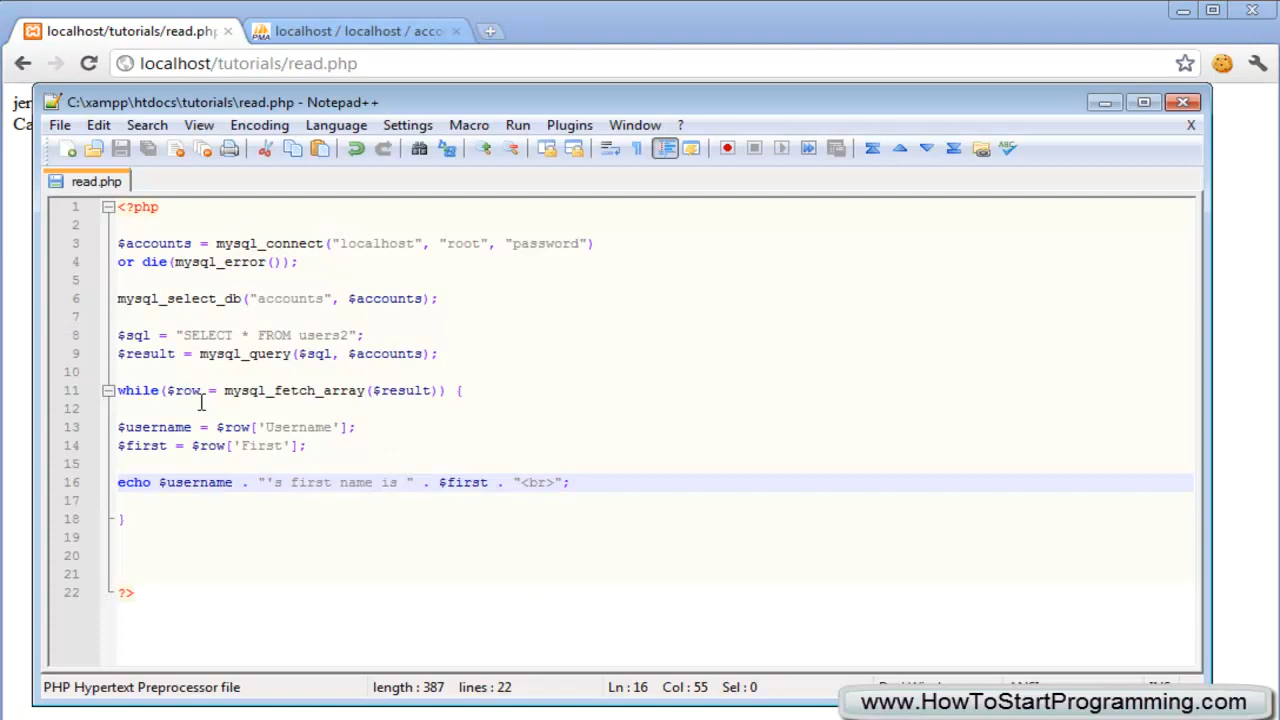 localhost/tutorials/read.php
localhost / localhost / acco
localhost/tutorials/read.php
C:\xampp\htdocs\tutorials\read.php - Notepad++
File Edit Search View Encoding Language Settings Macro Run Plugins Window ? X
read.php
1 <?php
2
3 $accounts = mysql_connect("localhost", "root", "password")
4 or die(mysql_error());
5
6 mysql_select_db("accounts", $accounts);
7
8 $sql = "SELECT * FROM users2";
9 $result = mysql_query($sql, $accounts);
10
11 while($row = mysql_fetch_array($result)) {
12
13 $username = $row['Username'];
14 $first = $row['First'];
15
16 echo $username . "'s first name is " . $first . "<br>";
17
18 }
19
20
21
22 ?>
PHP Hypertext Preprocessor file length : 387 lines : 22 Ln : 16 Col : 55 Sel : 0
www.HowToStartProgramming.com